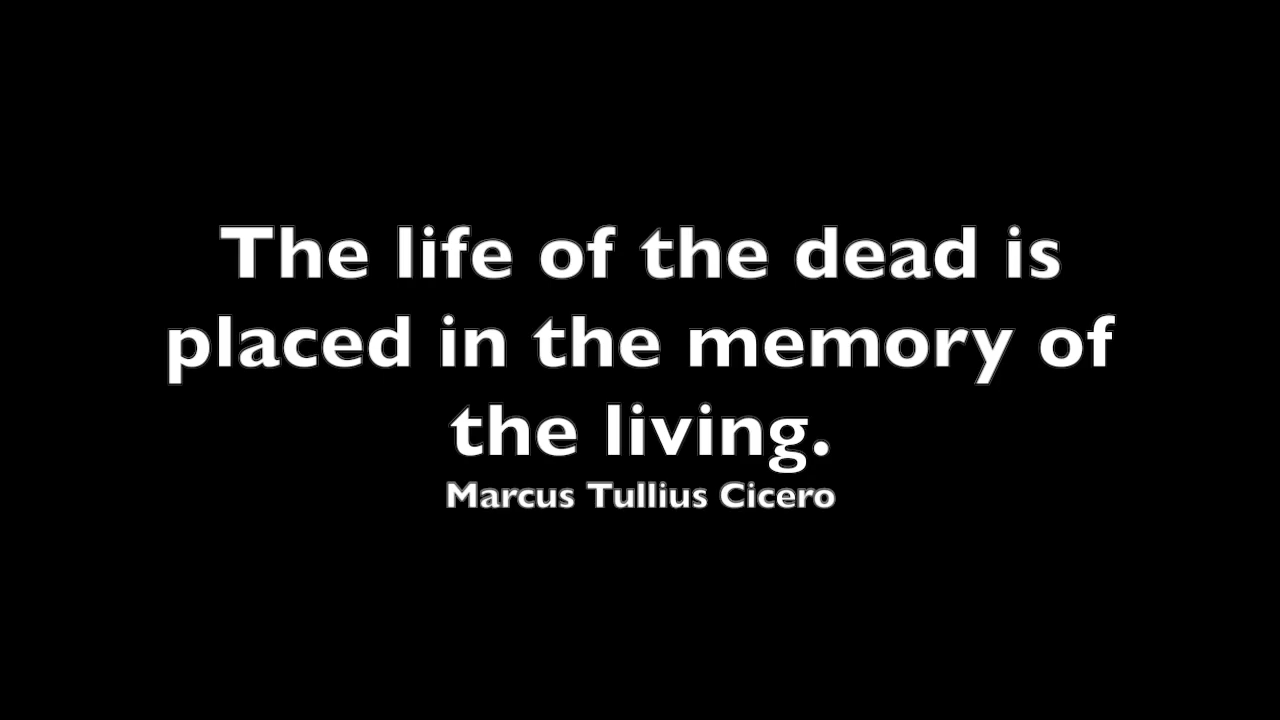 The life of the dead is
placed in the memory of
the living.
Marcus Tullius Cicero